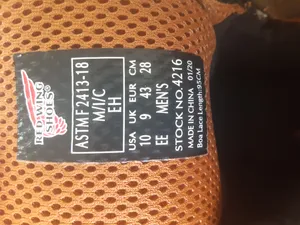 RED WING
SHOES
ASTM F 2413-18
M/I/C
EH
USA UK EUR CM
10 9 43 28
EE MEN'S
STOCK NO. 4216
MADE IN CHINA 01/20
Boa Lace Length:95CM